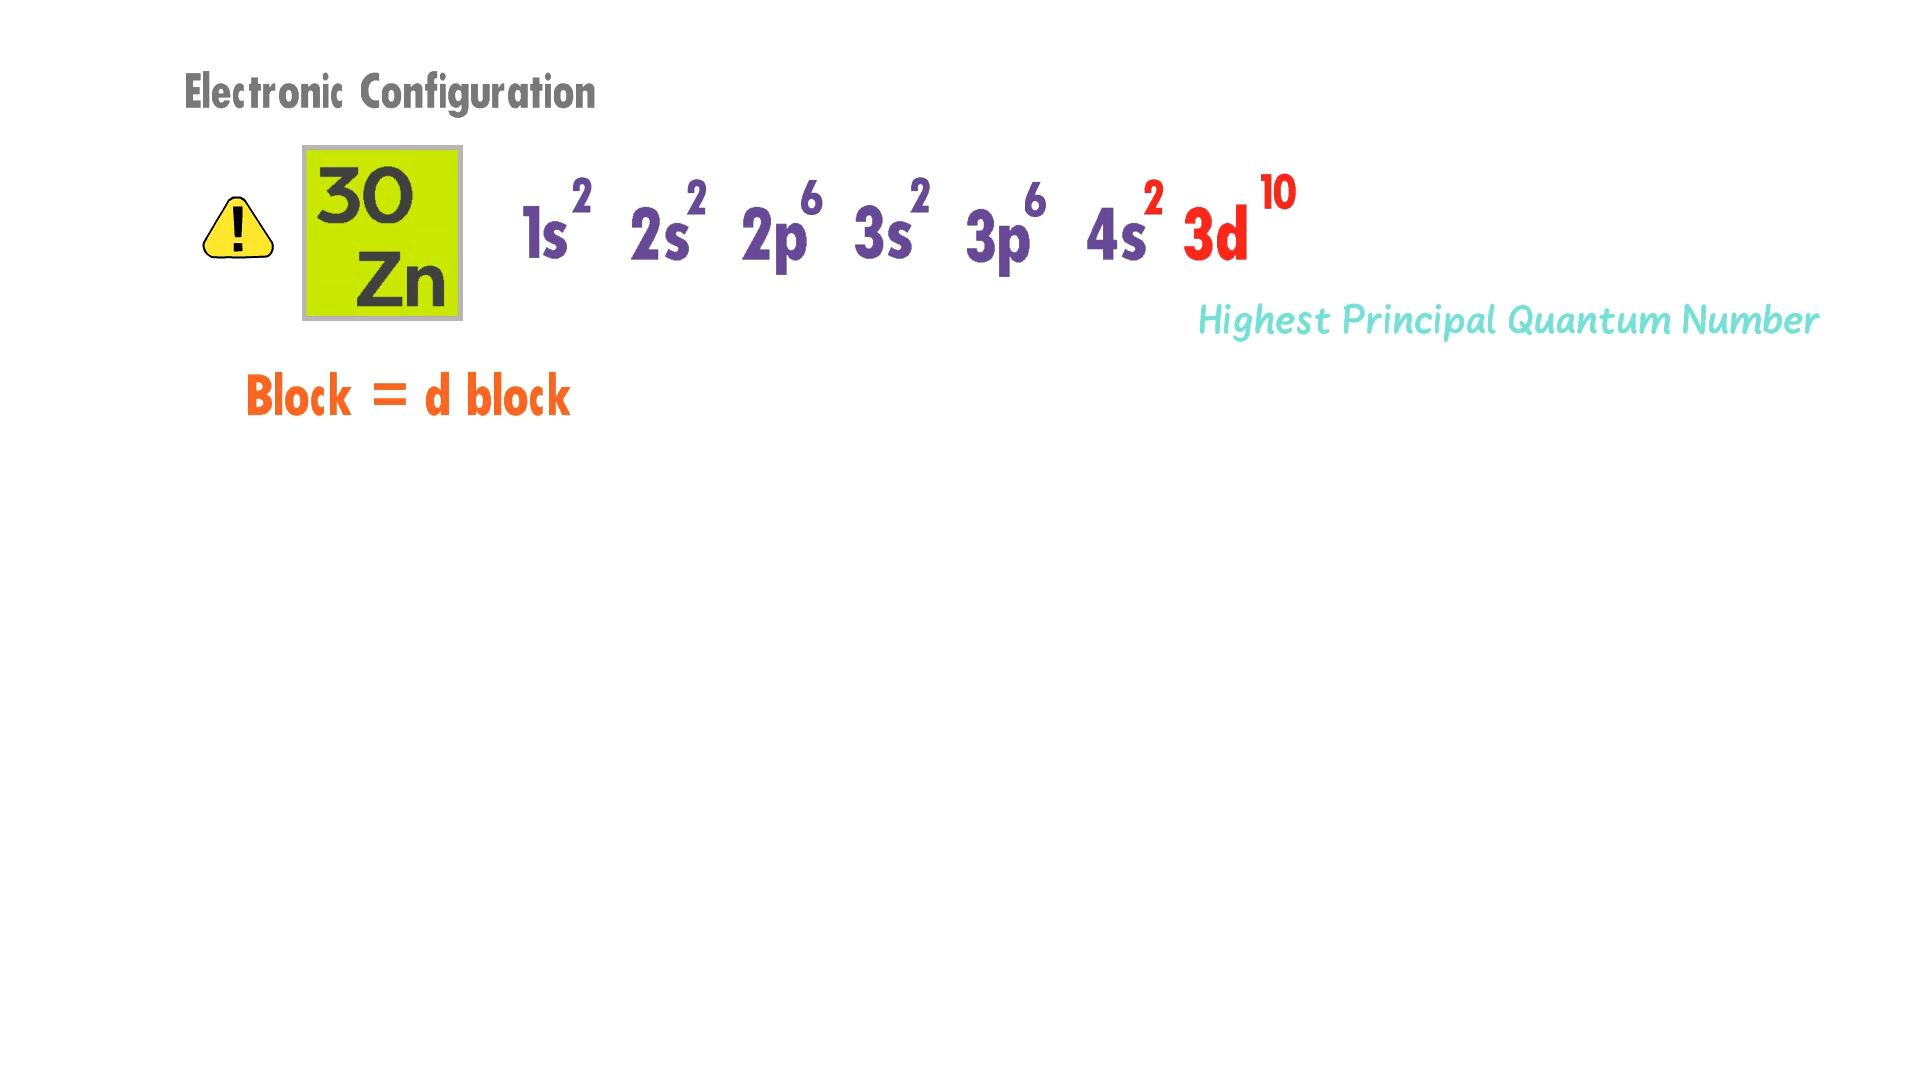 Electronic Configuration
30
Zn
! 1s² 2s² 2p⁶ 3s² 3p⁶ 4s² 3d¹⁰
Highest Principal Quantum Number
Block = d block